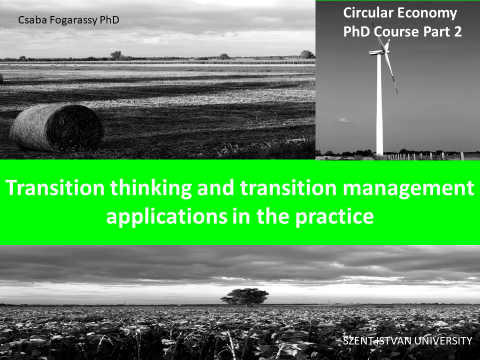 Csaba Fogarassy PhD
Circular Economy
PhD Course Part 2
Transition thinking and transition management
applications in the practice
SZENT ISTVAN UNIVERSITY